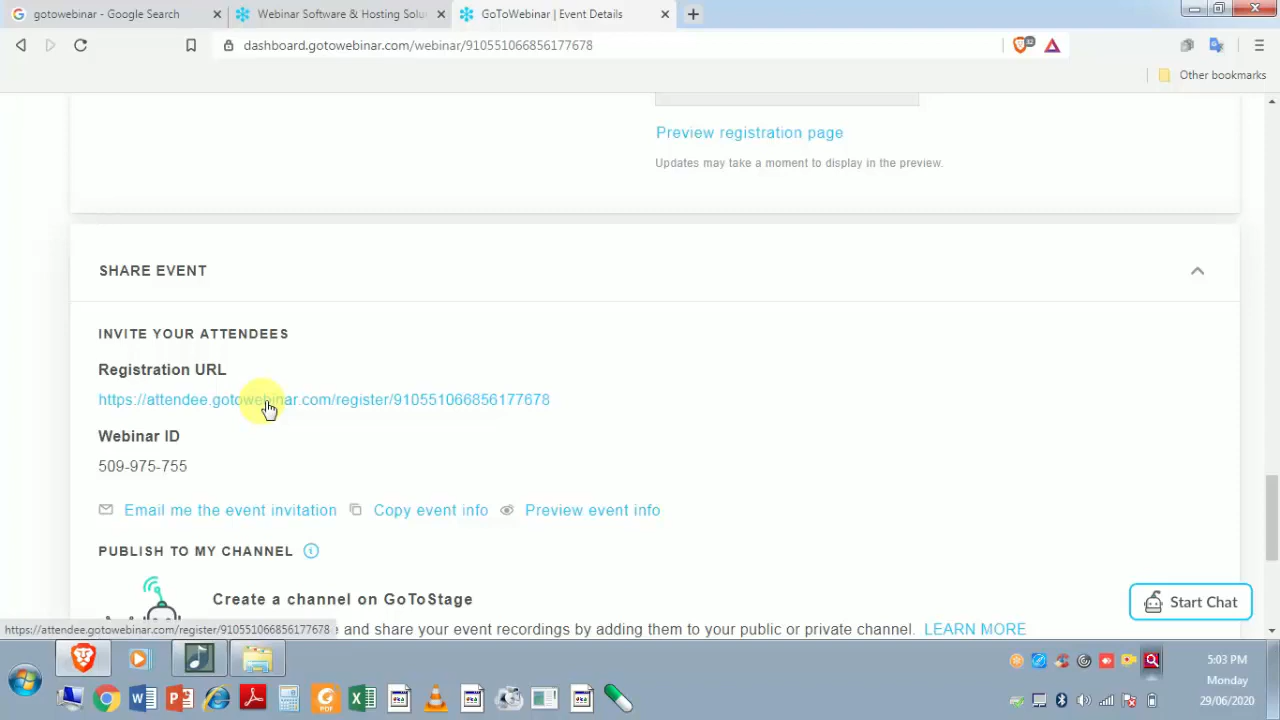 gotowebinar - Google Search
Webinar Software & Hosting Solu
GoToWebinar | Event Details
dashboard.gotowebinar.com/webinar/910551066856177678
Other bookmarks
Preview registration page
Updates may take a moment to display in the preview.
SHARE EVENT
INVITE YOUR ATTENDEES
Registration URL
https://attendee.gotowebinar.com/register/910551066856177678
Webinar ID
509-975-755
Email me the event invitation
Copy event info
Preview event info
PUBLISH TO MY CHANNEL
Create a channel on GoToStage
Start Chat
https://attendee.gotowebinar.com/register/910551066856177678
and share your event recordings by adding them to your public or private channel. LEARN MORE
5:03 PM
Monday
29/06/2020